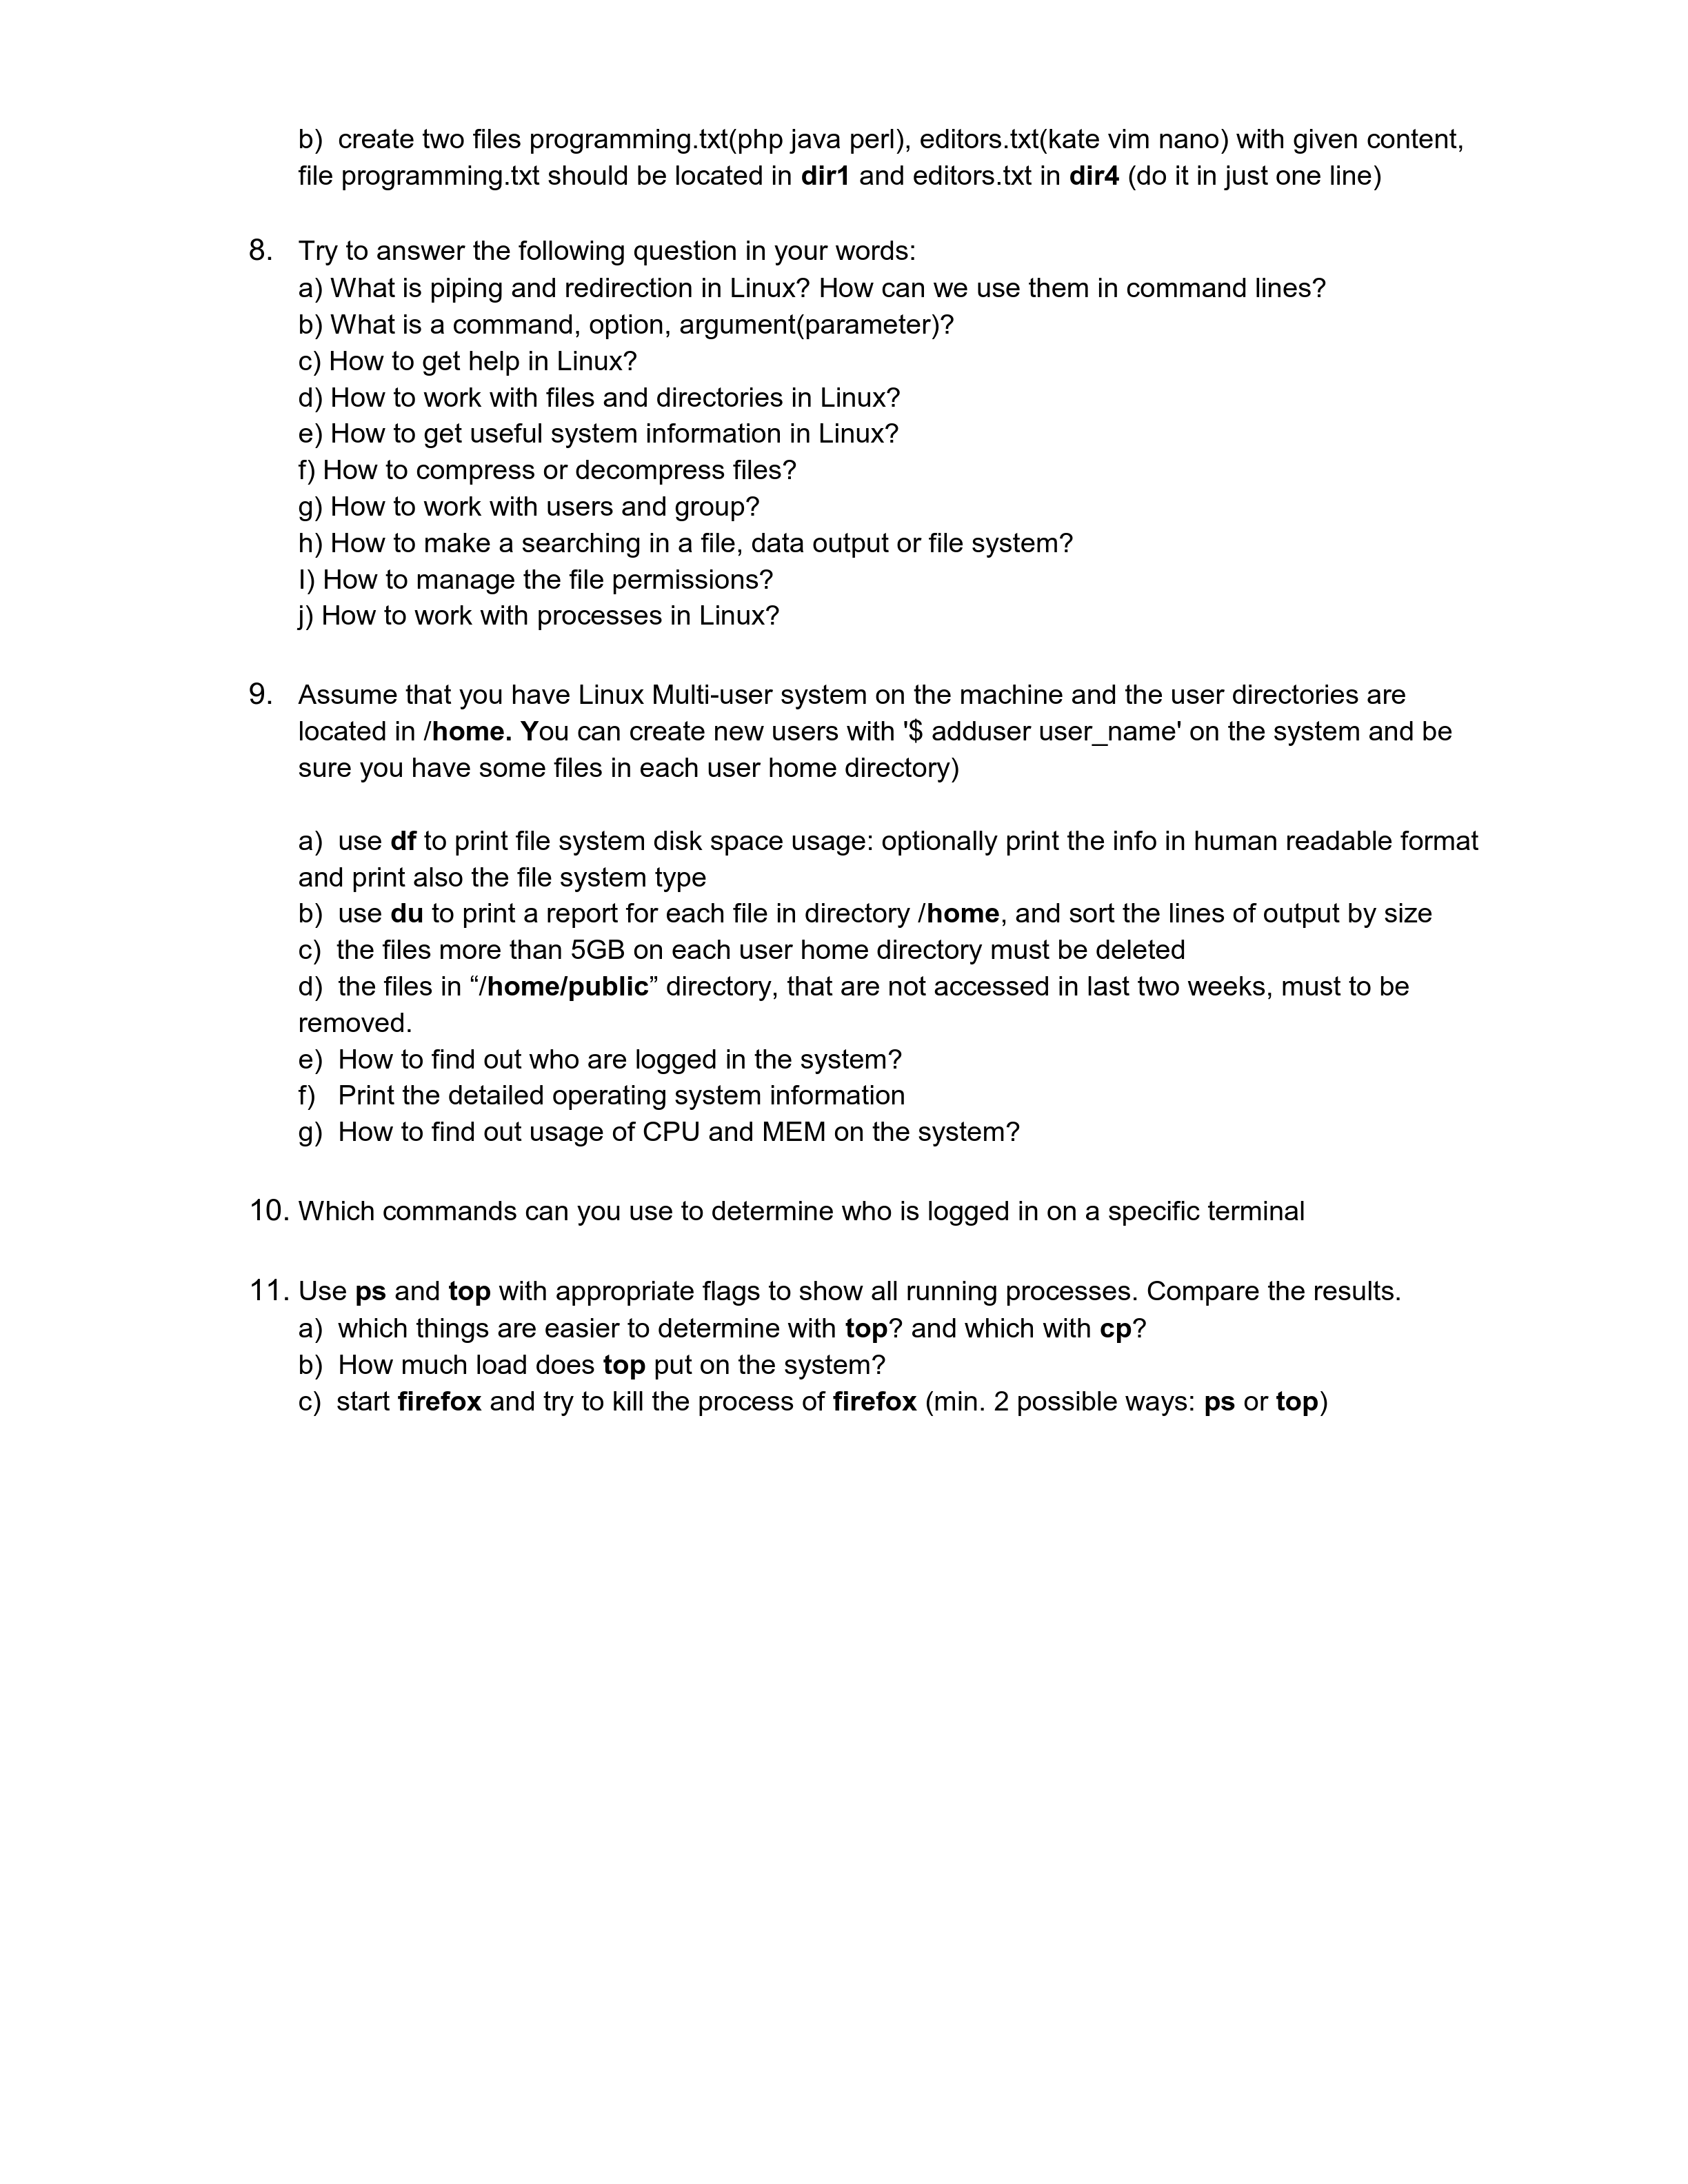 b) create two files programming.txt(php java perl), editors.txt(kate vim nano) with given content,
file programming.txt should be located in dir1 and editors.txt in dir4 (do it in just one line)
8. Try to answer the following question in your words:
a) What is piping and redirection in Linux? How can we use them in command lines?
b) What is a command, option, argument(parameter)?
c) How to get help in Linux?
d) How to work with files and directories in Linux?
e) How to get useful system information in Linux?
f) How to compress or decompress files?
g) How to work with users and group?
h) How to make a searching in a file, data output or file system?
I) How to manage the file permissions?
j) How to work with processes in Linux?
9. Assume that you have Linux Multi-user system on the machine and the user directories are
located in /home. You can create new users with '$ adduser user_name' on the system and be
sure you have some files in each user home directory)
a) use df to print file system disk space usage: optionally print the info in human readable format
and print also the file system type
b) use du to print a report for each file in directory /home, and sort the lines of output by size
c) the files more than 5GB on each user home directory must be deleted
d) the files in “/home/public” directory, that are not accessed in last two weeks, must to be
removed.
e) How to find out who are logged in the system?
f) Print the detailed operating system information
g) How to find out usage of CPU and MEM on the system?
10. Which commands can you use to determine who is logged in on a specific terminal
11. Use ps and top with appropriate flags to show all running processes. Compare the results.
a) which things are easier to determine with top? and which with cp?
b) How much load does top put on the system?
c) start firefox and try to kill the process of firefox (min. 2 possible ways: ps or top)